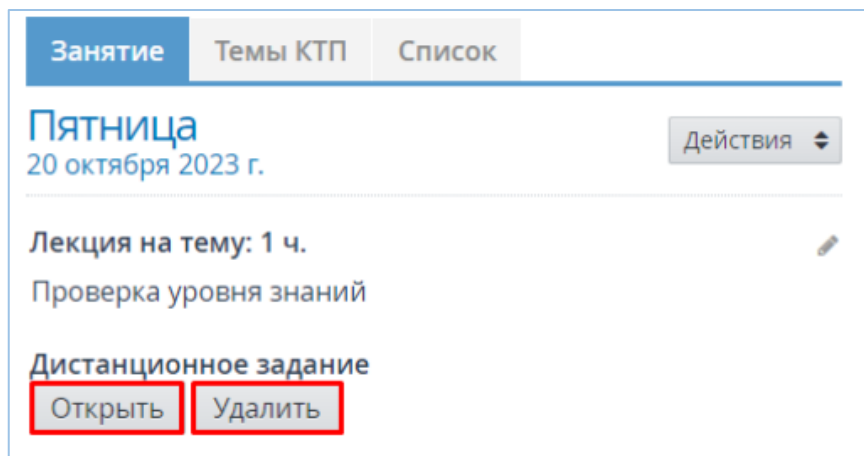 Занятие Темы КТП Список
Пятница
Действия
20 октября 2023 г.
Лекция на тему: 1 ч.
Проверка уровня знаний
Дистанционное задание
Открыть Удалить